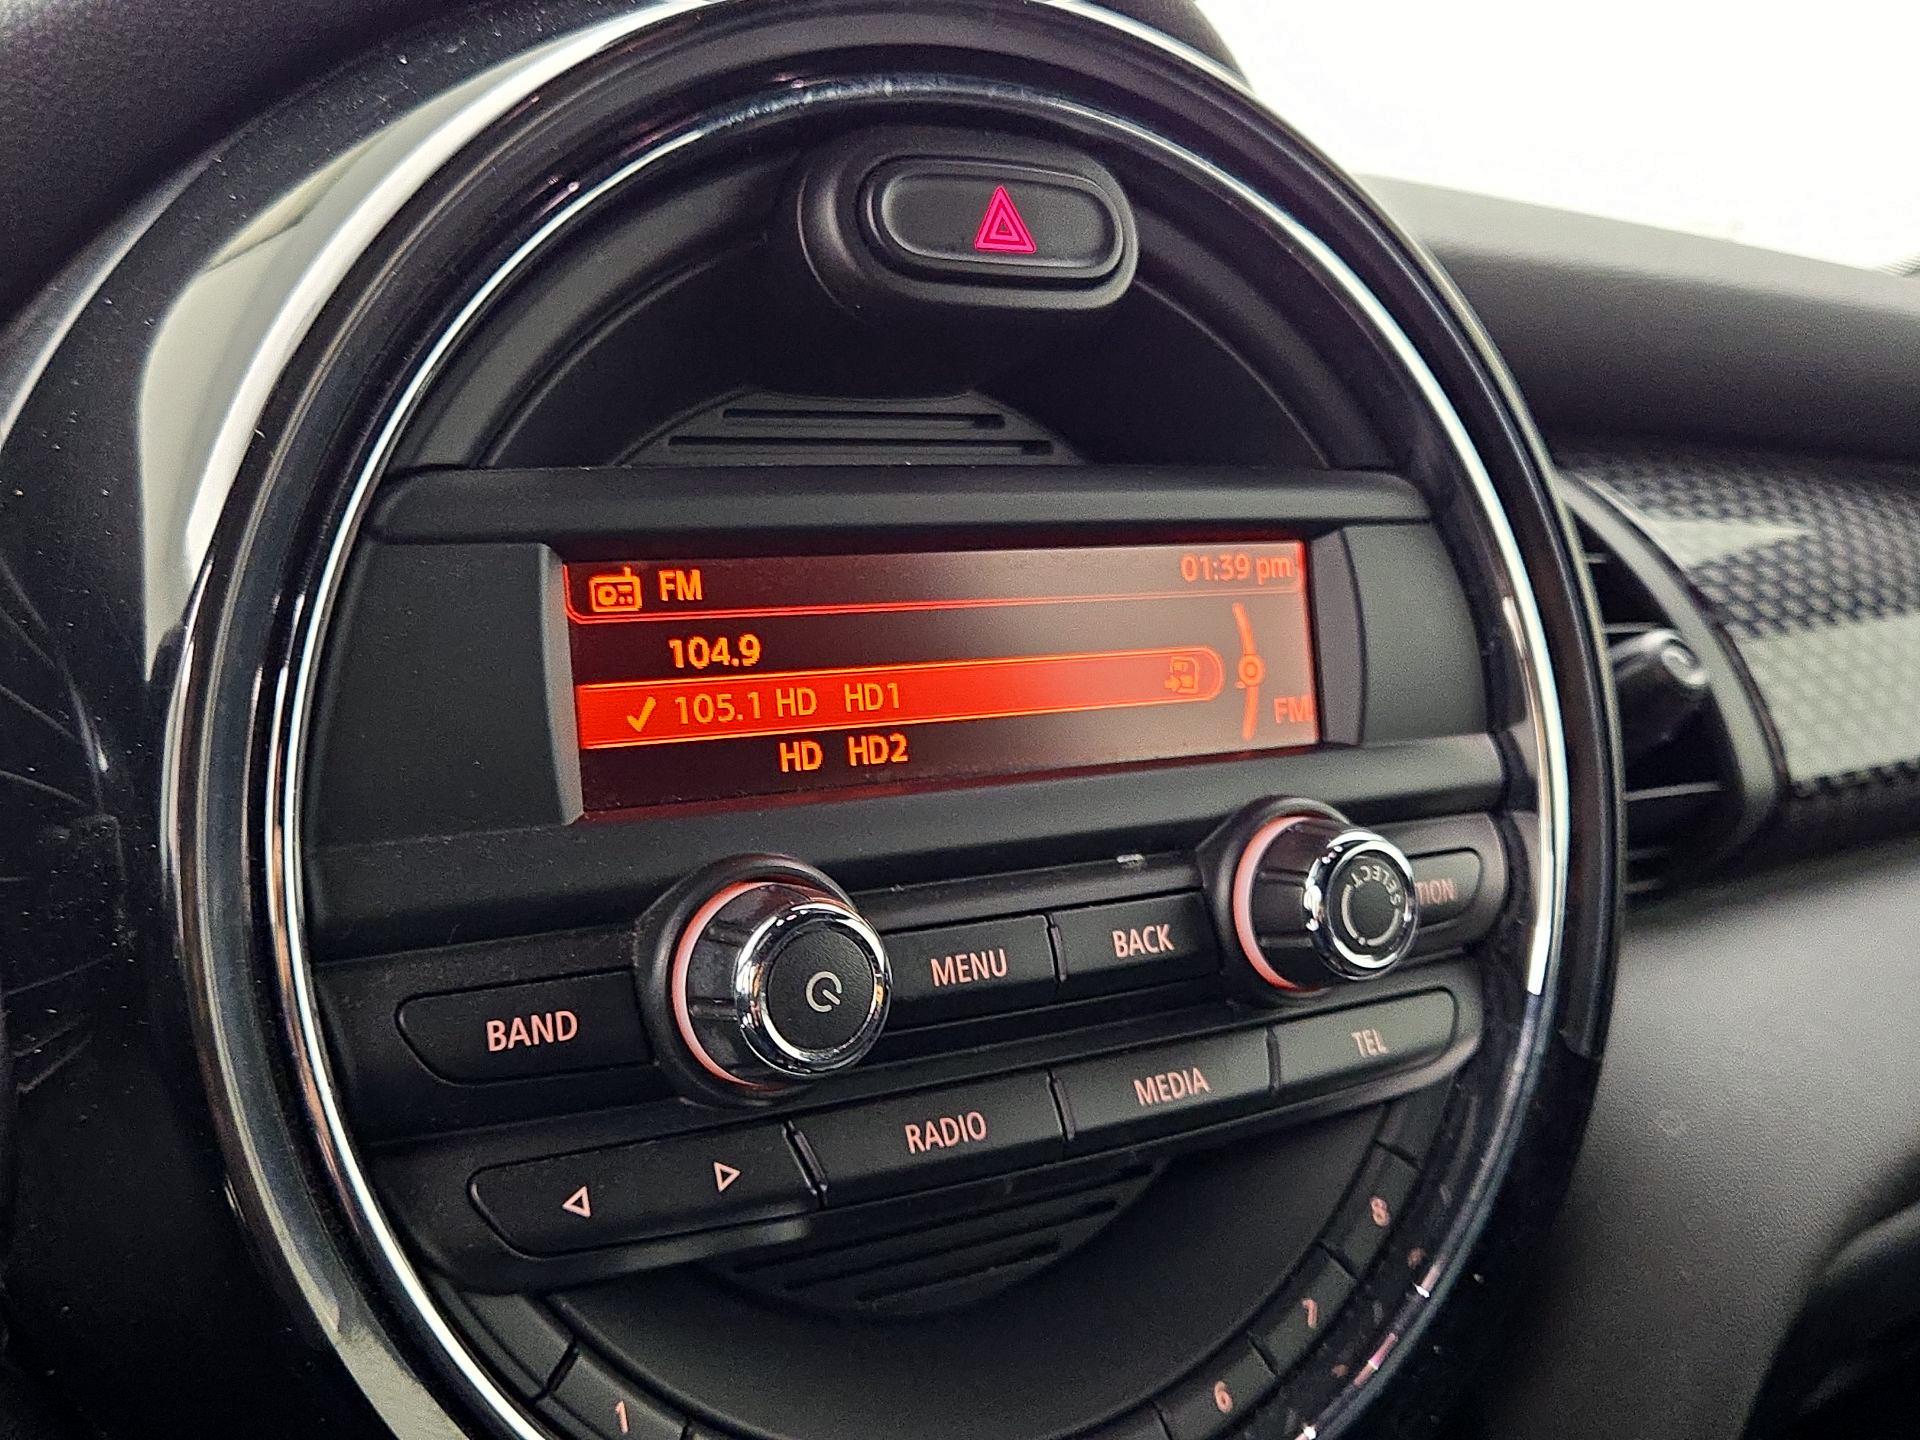 FM 01:39 pm
104.9
105.1 HD HD1
HD HD2
FM
SELECT
TION
MENU BACK
BAND
TEL
MEDIA
RADIO
8
7
6
1